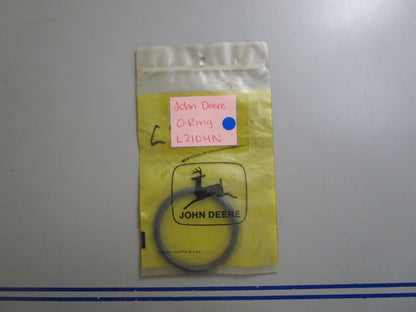 John Deere
O-Ring
L2104N
L
JOHN DEERE